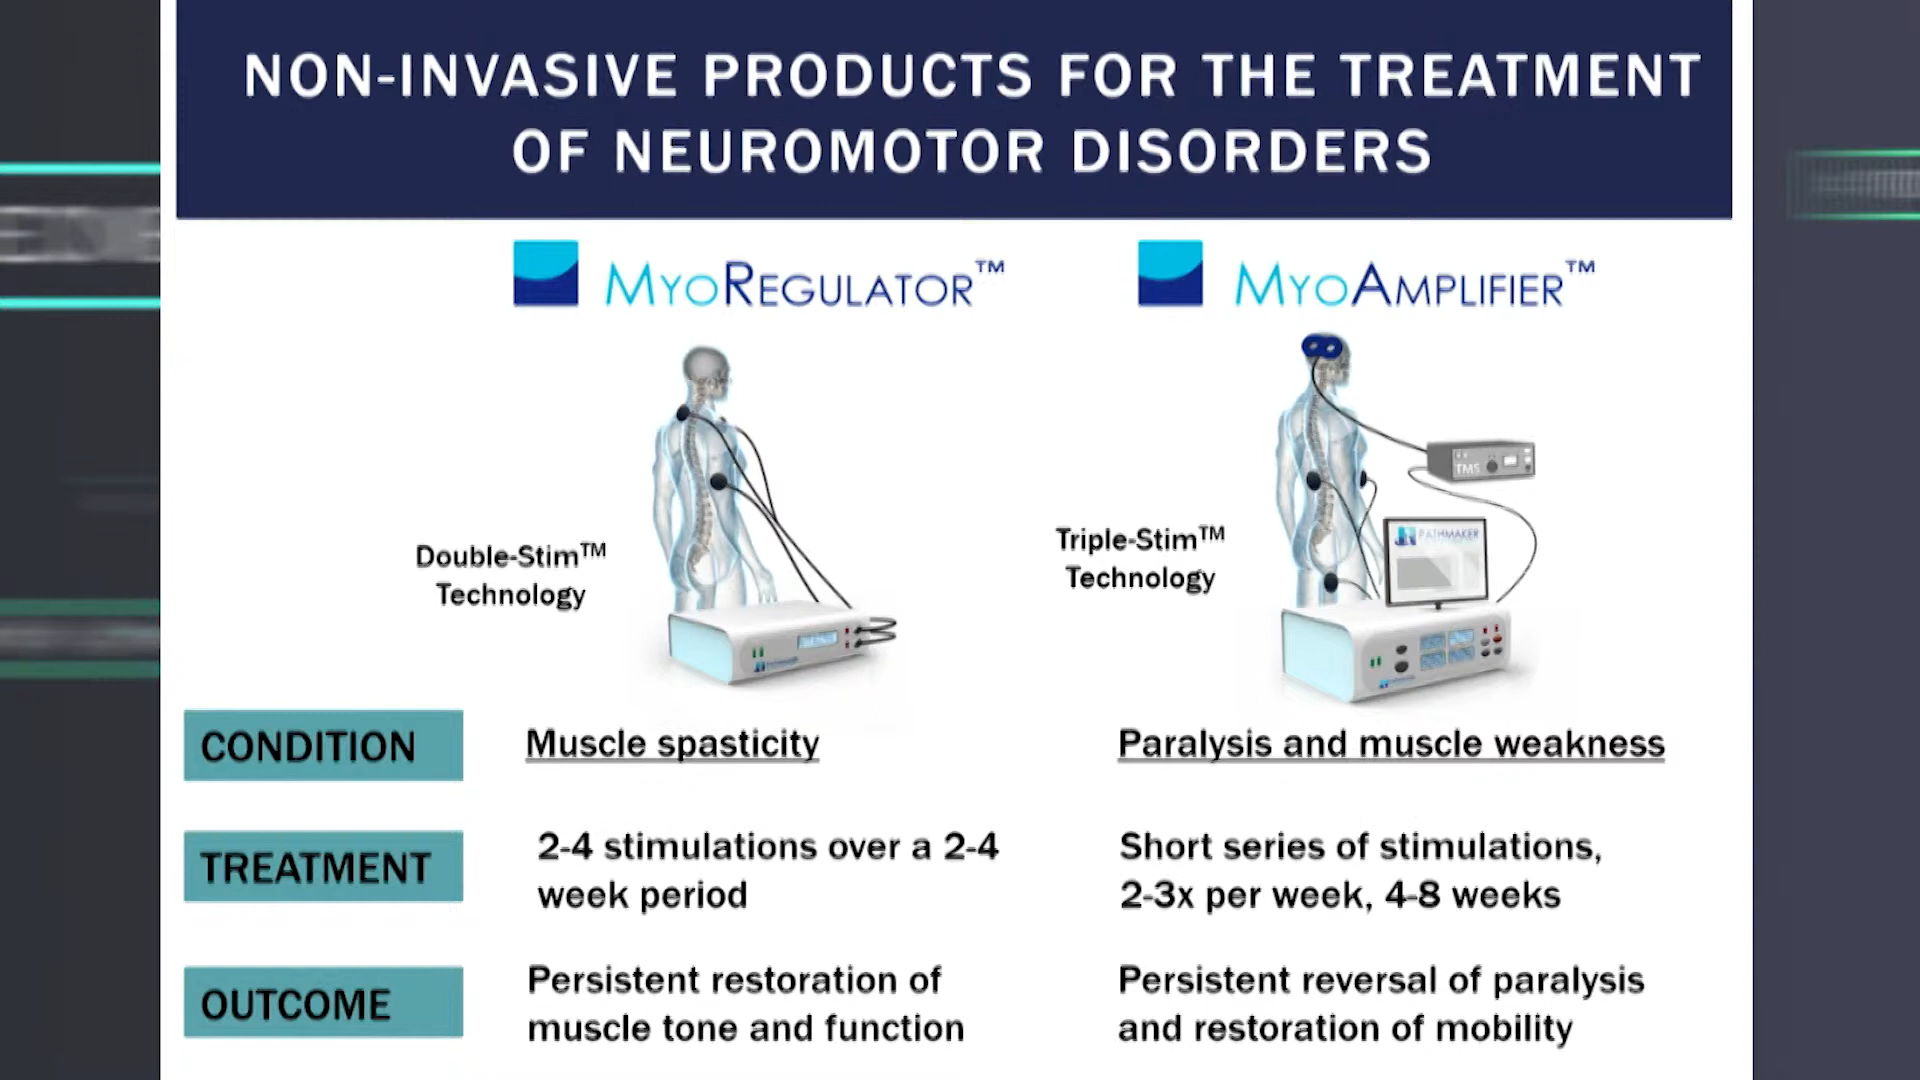 NON-INVASIVE PRODUCTS FOR THE TREATMENT
OF NEUROMOTOR DISORDERS
MYOREGULATOR™
MYOAMPLIFIER™
Double-Stim™
Technology
Triple-Stim™
Technology
TMS
PATHMAKER
CONDITION
Muscle spasticity
Paralysis and muscle weakness
TREATMENT
2-4 stimulations over a 2-4
week period
Short series of stimulations,
2-3x per week, 4-8 weeks
OUTCOME
Persistent restoration of
muscle tone and function
Persistent reversal of paralysis
and restoration of mobility